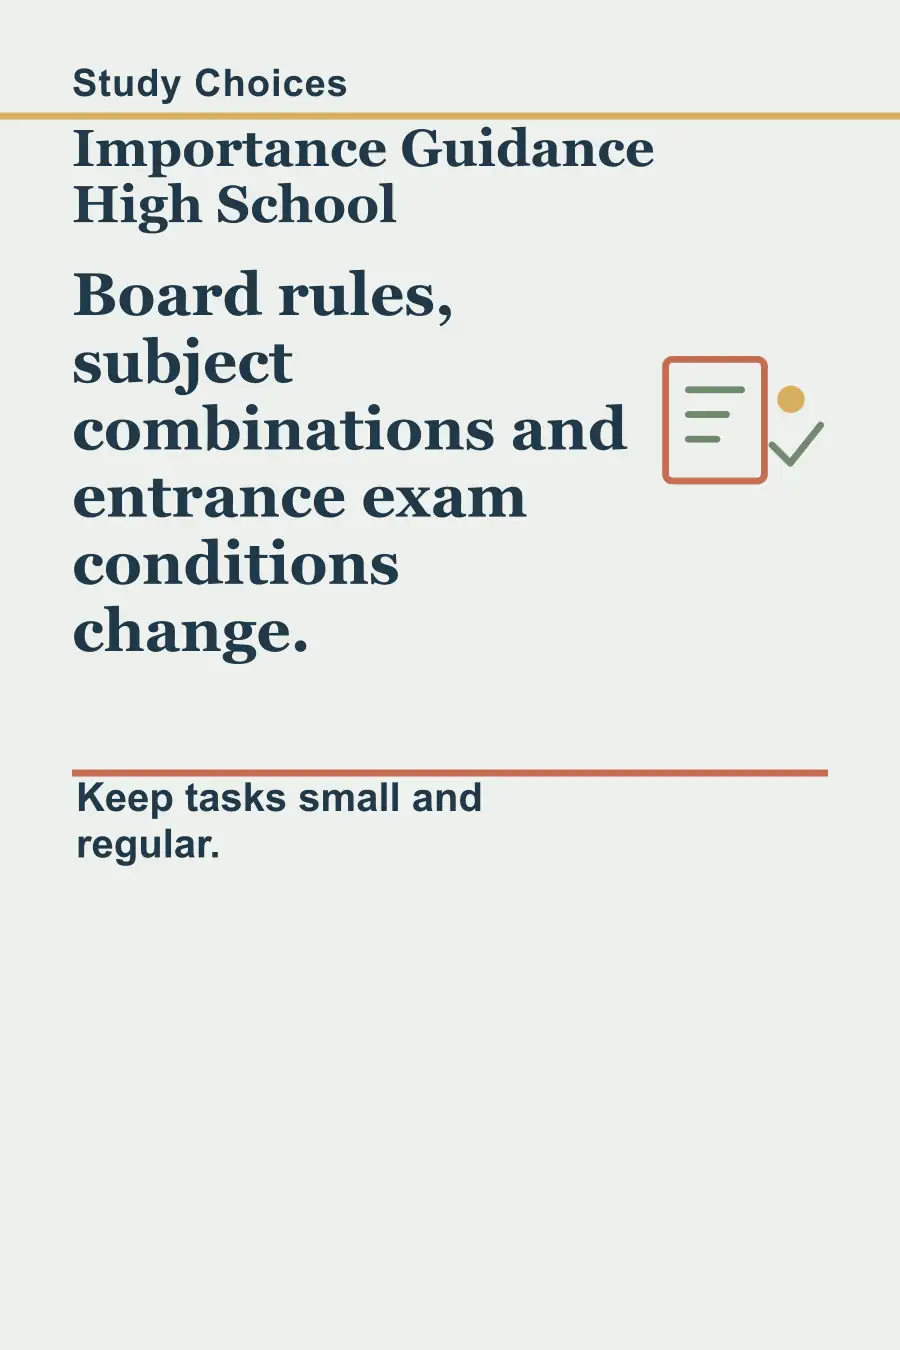 Study Choices
Importance Guidance
High School
Board rules,
subject
combinations and
entrance exam
conditions
change.
Keep tasks small and
regular.